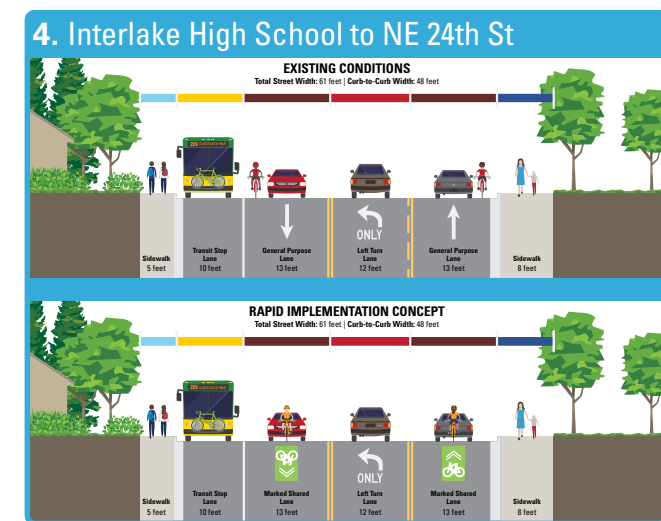 4. Interlake High School to NE 24th St
EXISTING CONDITIONS
Total Street Width: 61 feet | Curb-to-Curb Width: 48 feet
ONLY
Sidewalk
5 feet
Transit Stop
Lane
10 feet
General Purpose
Lane
13 feet
Left Turn
Lane
12 feet
General Purpose
Lane
13 feet
Sidewalk
8 feet
RAPID IMPLEMENTATION CONCEPT
Total Street Width: 61 feet | Curb-to-Curb Width: 48 feet
ONLY
Sidewalk
5 feet
Transit Stop
Lane
10 feet
Marked Shared
Lane
13 feet
Left Turn
Lane
12 feet
Marked Shared
Lane
13 feet
Sidewalk
8 feet